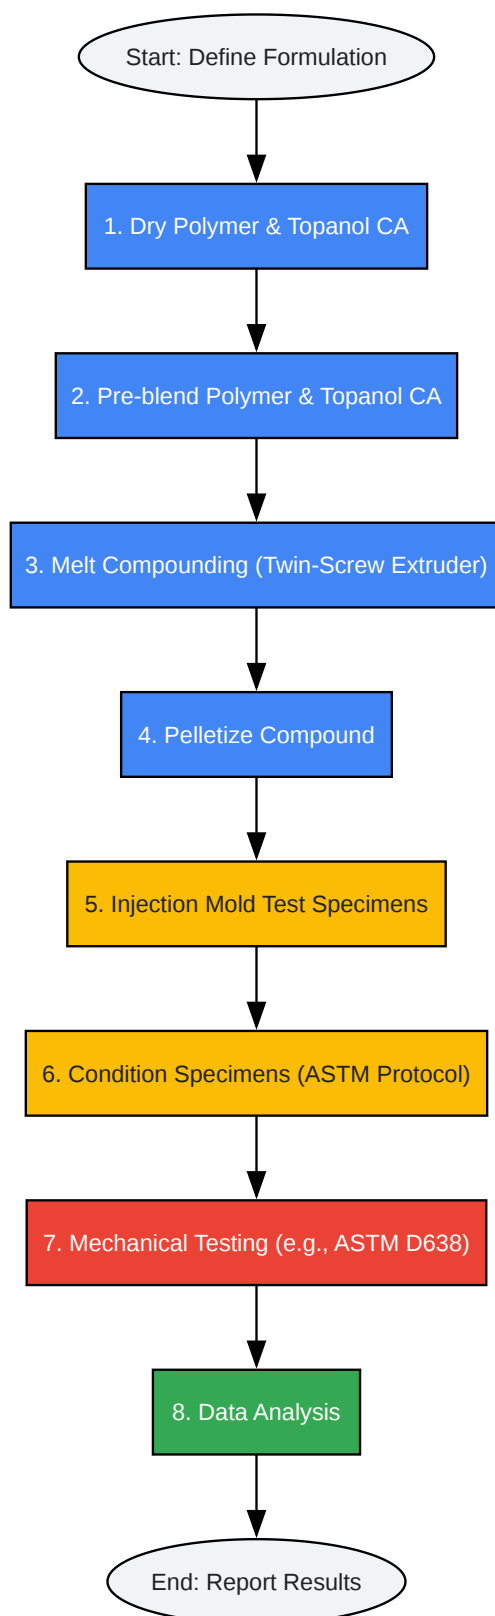 Start: Define Formulation
1. Dry Polymer & Topanol CA
2. Pre-blend Polymer & Topanol CA
3. Melt Compounding (Twin-Screw Extruder)
4. Pelletize Compound
5. Injection Mold Test Specimens
6. Condition Specimens (ASTM Protocol)
7. Mechanical Testing (e.g., ASTM D638)
8. Data Analysis
End: Report Results